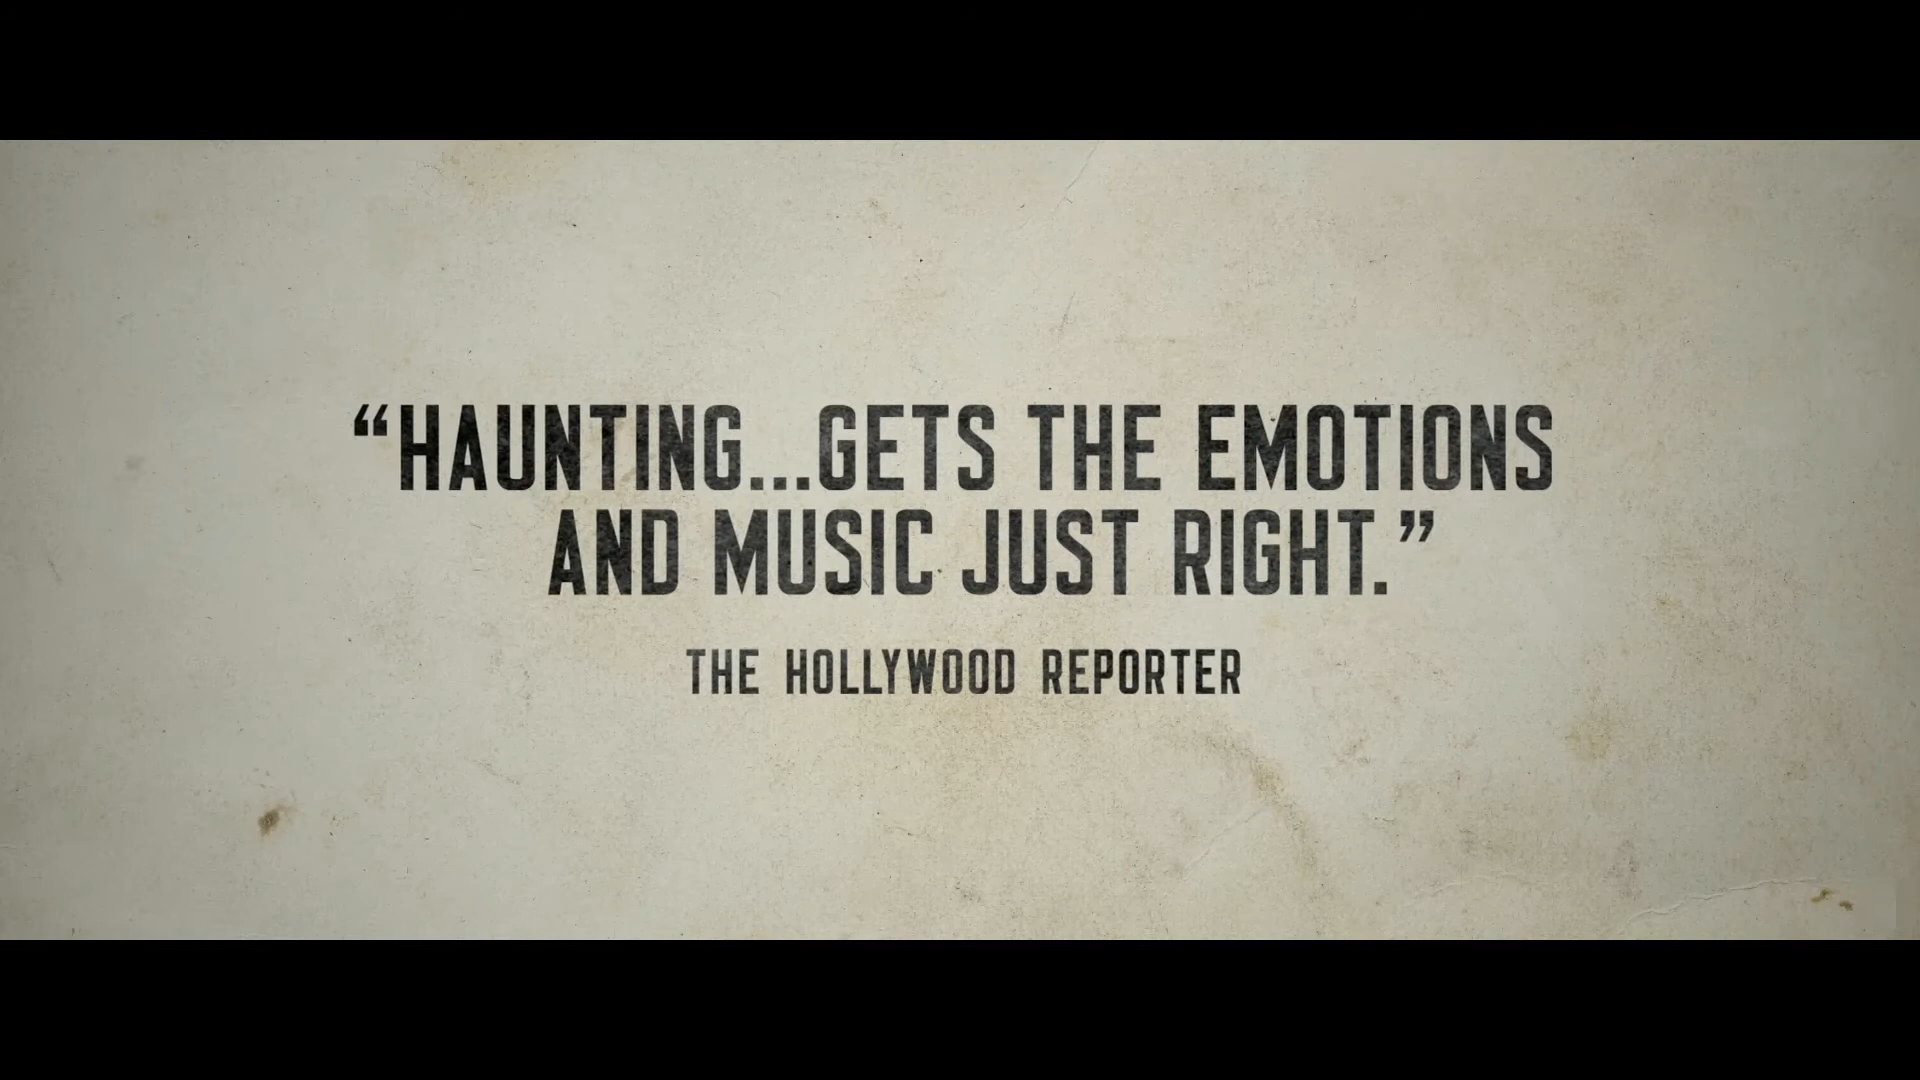 “HAUNTING...GETS THE EMOTIONS
AND MUSIC JUST RIGHT.”
THE HOLLYWOOD REPORTER